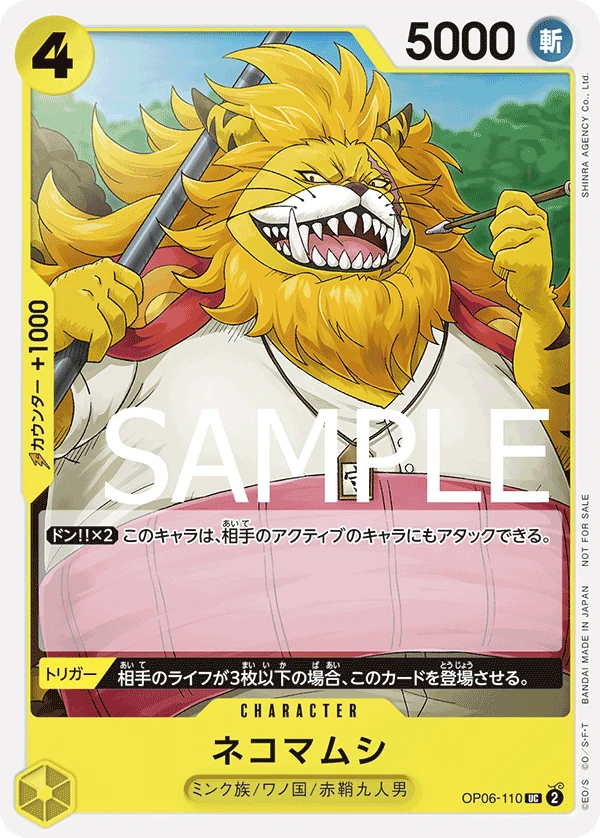 4
5000
斬
カウンター +1000
SAMPLE
ドン!!×2 このキャラは、相手のアクティブのキャラにもアタックできる。
トリガー 相手のライフが3枚以下の場合、このカードを登場させる。
CHARACTER
ネコマムシ
ミンク族/ワノ国/赤鞘九人男
OP06-110 UC 2
SHINRA AGENCY Co., Ltd.
BANDAI MADE IN JAPAN NOT FOR SALE
©E.O/S ©O/S・F・T